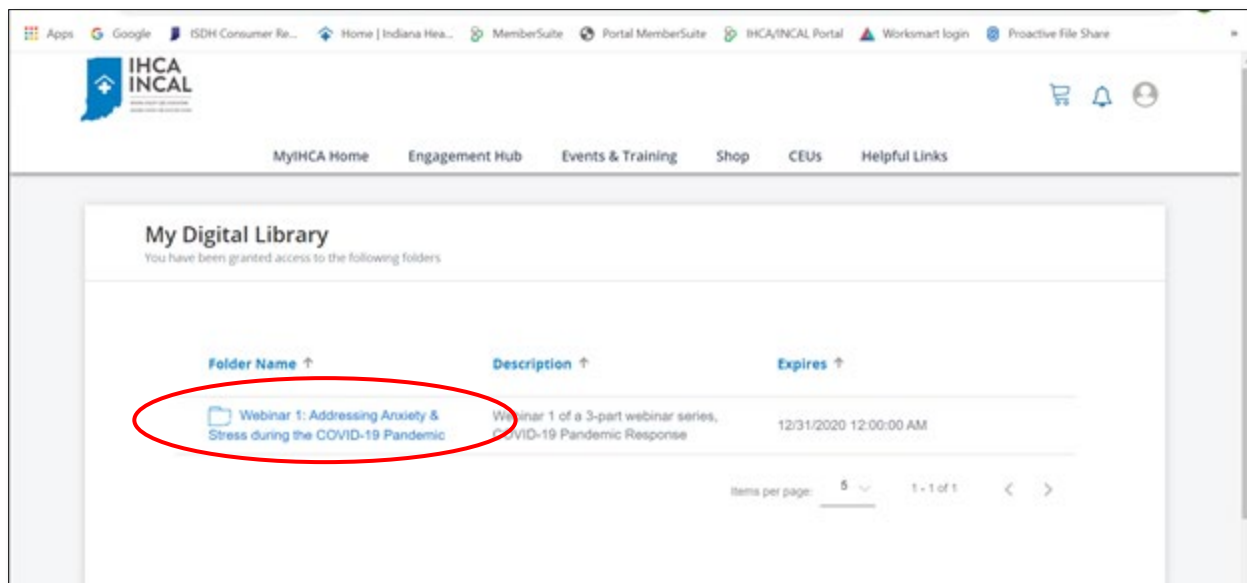 Apps Google ISDH Consumer Re... Home | Indiana Hea... MemberSuite Portal MemberSuite IHCA/INCAL Portal Worksmart login Proactive File Share »
IHCA
INCAL
MyIHCA Home Engagement Hub Events & Training Shop CEUs Helpful Links
My Digital Library
You have been granted access to the following folders
Folder Name ↑ Description ↑ Expires ↑
Webinar 1: Addressing Anxiety & Webinar 1 of a 3-part webinar series,
Stress during the COVID-19 Pandemic COVID-19 Pandemic Response
12/31/2020 12:00:00 AM
Items per page: 5 1 - 1 of 1 < >